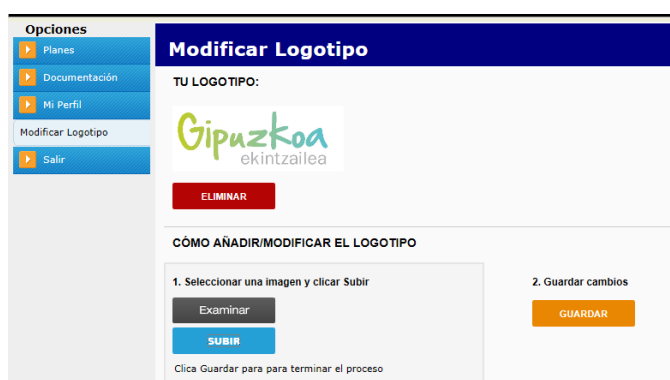 Opciones
Planes
Documentación
Mi Perfil
Modificar Logotipo
Salir
Modificar Logotipo
TU LOGOTIPO:
Gipuzkoa
ekintzailea
ELIMINAR
CÓMO AÑADIR/MODIFICAR EL LOGOTIPO
1. Seleccionar una imagen y clicar Subir
Examinar
SUBIR
Clica Guardar para para terminar el proceso
2. Guardar cambios
GUARDAR